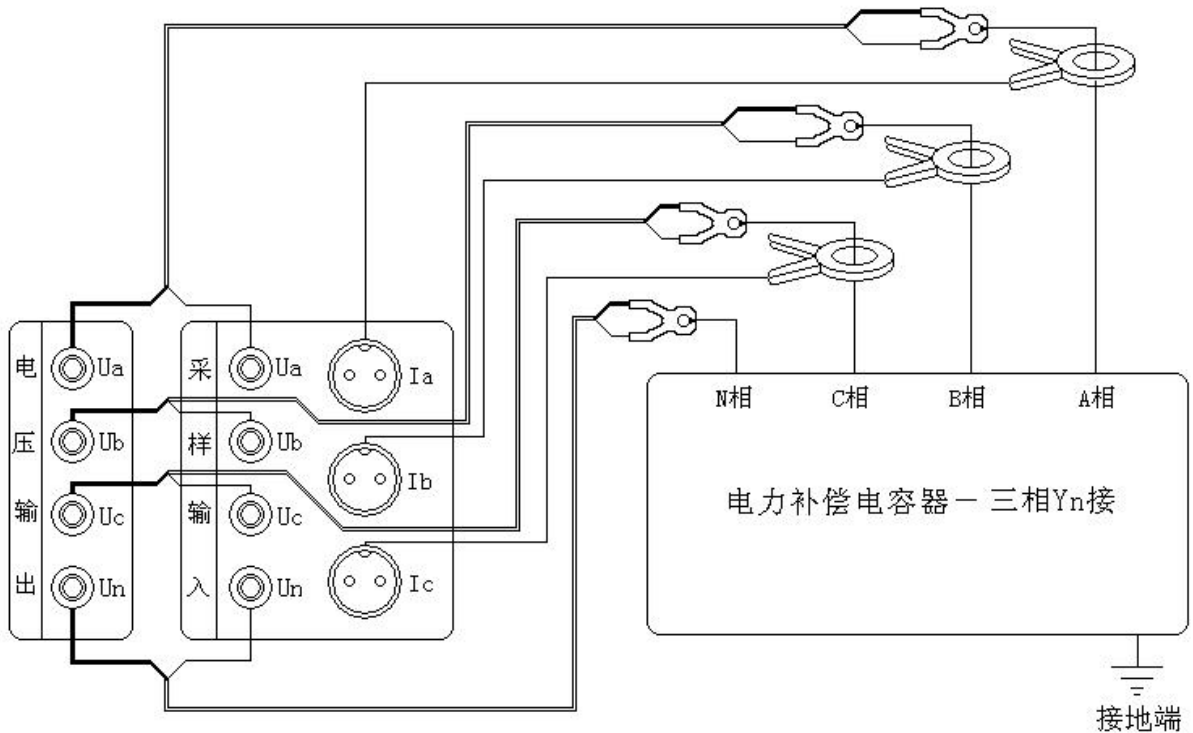 电压输出
Ua
Ub
Uc
Un
采样输入
Ua
Ub
Uc
Un
Ia
Ib
Ic
N相 C相 B相 A相
电力补偿电容器－三相Yn接
接地端